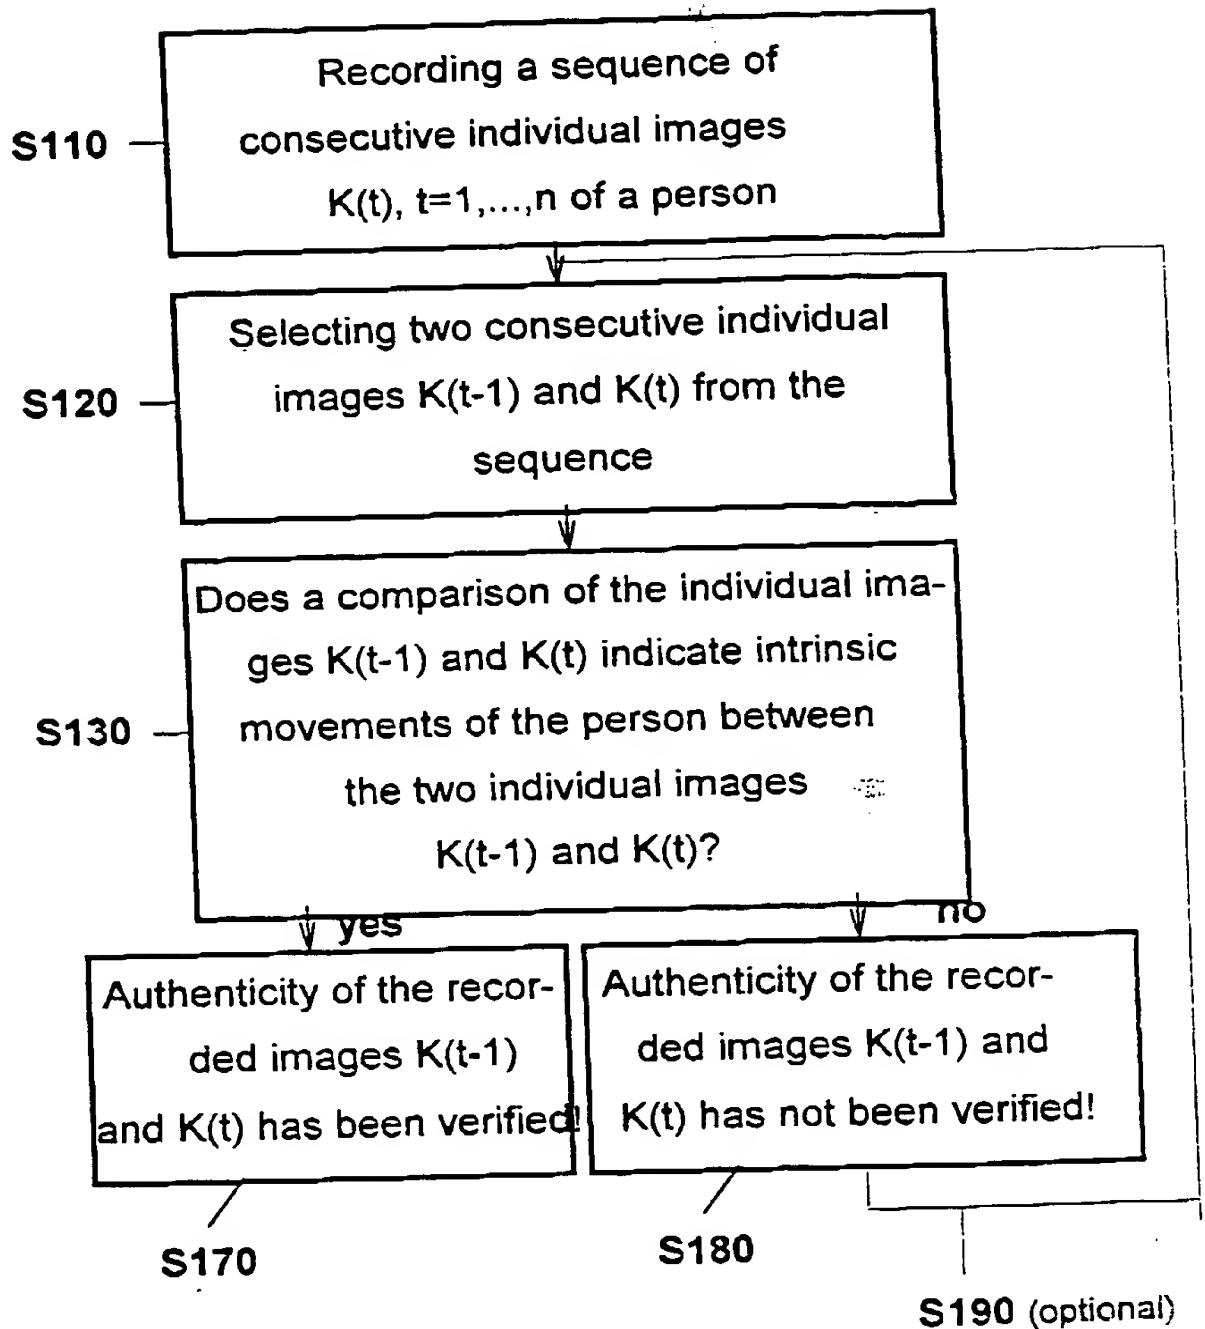 Recording a sequence of
S110
consecutive individual images
K(t), t=1,...,n of a person
Selecting two consecutive individual
S120
images K(t-1) and K(t) from the
sequence
Does a comparison of the individual ima-
ges K(t-1) and K(t) indicate intrinsic
S130
movements of the person between
the two individual images
K(t-1) and K(t)?
yes
no
Authenticity of the recor-
ded images K(t-1)
and K(t) has been verified!
Authenticity of the recor-
ded images K(t-1) and
K(t) has not been verified!
S170
S180
S190 (optional)